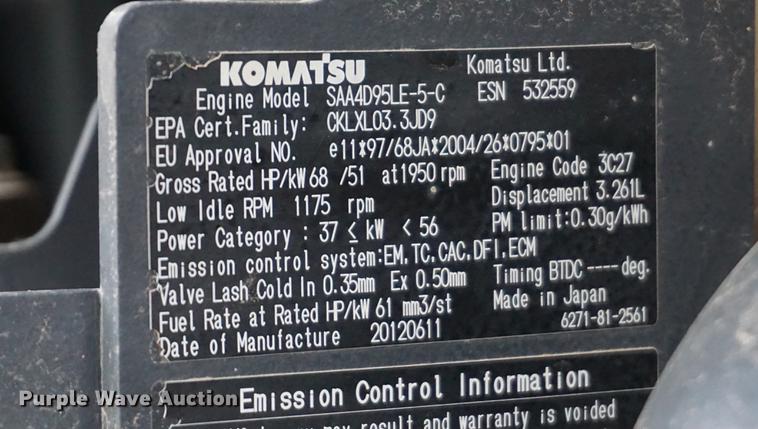 KOMATSU Komatsu Ltd.
Engine Model SAA4D95LE-5-C ESN 532559
EPA Cert.Family: CKLXL03.3JD9
EU Approval NO. e11*97/68JA*2004/26*0795*01
Gross Rated HP/kW 68 /51 at1950 rpm Engine Code 3C27
Low Idle RPM 1175 rpm Displacement 3.261L
Power Category : 37 ≤ kW < 56 PM limit:0.30g/kWh
Emission control system:EM,TC,CAC,DFI,ECM
Valve Lash Cold In 0.35mm Ex 0.50mm Timing BTDC ---- deg.
Fuel Rate at Rated HP/kW 61 mm3/st Made in Japan
Date of Manufacture 20120611 6271-81-2561
Emission Control Information
may result and warranty is voided
Purple Wave Auction